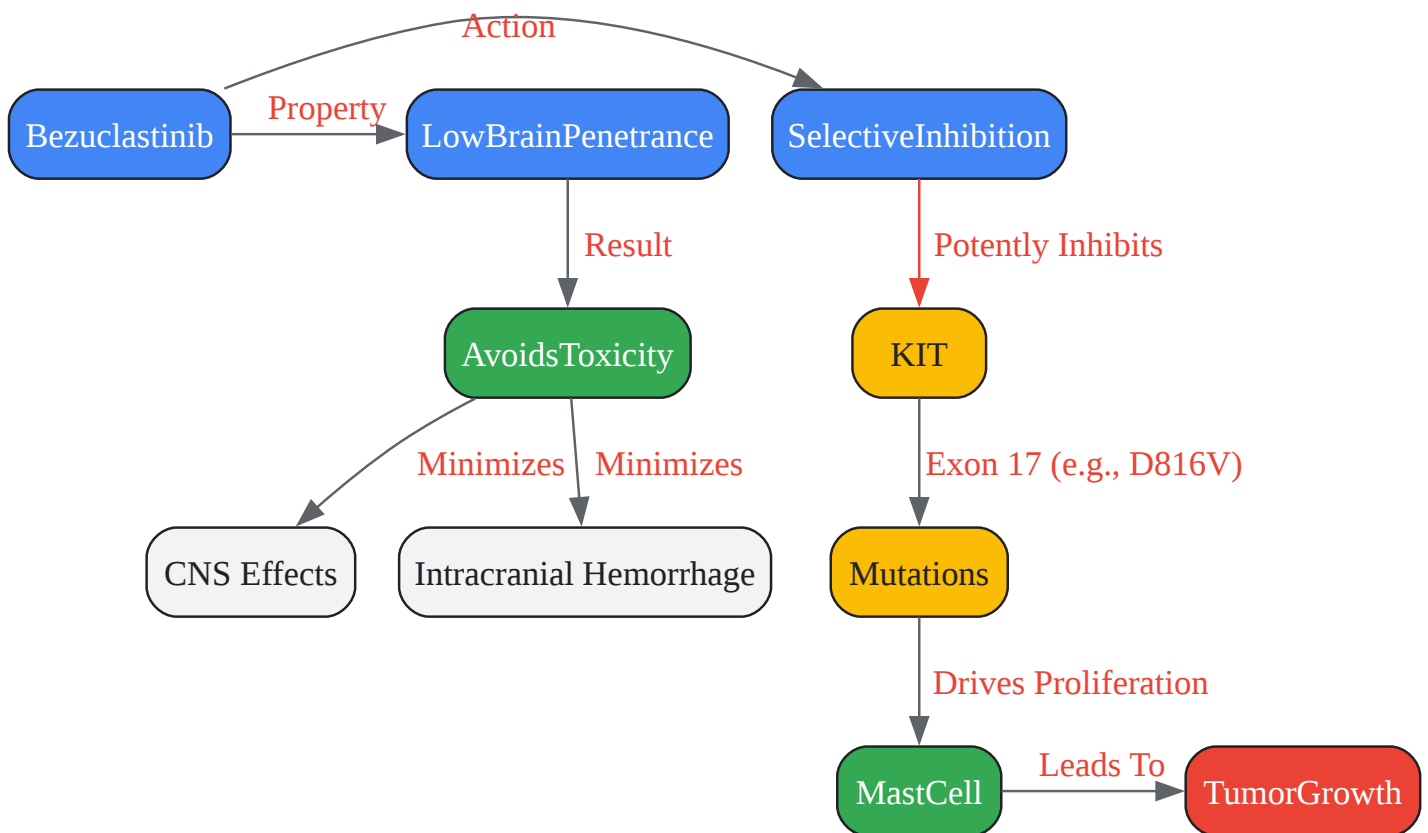 Action
Property
Bezuclastinib
LowBrainPenetrance
SelectiveInhibition
Result
Potently Inhibits
AvoidsToxicity
KIT
Minimizes
Minimizes
Exon 17 (e.g., D816V)
CNS Effects
Intracranial Hemorrhage
Mutations
Drives Proliferation
Leads To
MastCell
TumorGrowth